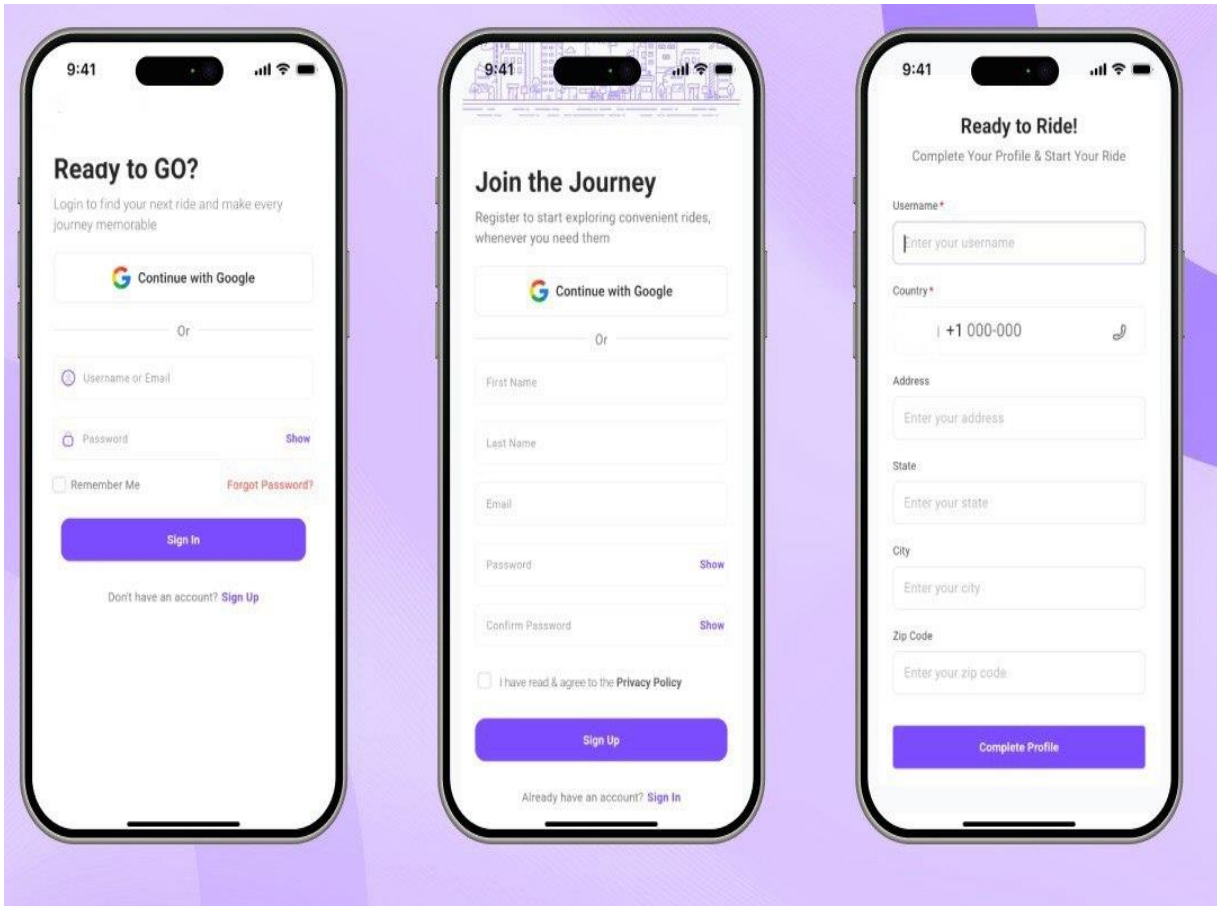 9:41
Ready to GO?
Login to find your next ride and make every
journey memorable
Continue with Google
Or
Username or Email
Password Show
Remember Me Forgot Password?
Sign In
Don't have an account? Sign Up
9:41
Join the Journey
Register to start exploring convenient rides,
whenever you need them
Continue with Google
Or
First Name
Last Name
Email
Password Show
Confirm Password Show
I have read & agree to the Privacy Policy
Sign Up
Already have an account? Sign In
9:41
Ready to Ride!
Complete Your Profile & Start Your Ride
Username*
Enter your username
Country*
+1 000-000
Address
Enter your address
State
Enter your state
City
Enter your city
Zip Code
Enter your zip code
Complete Profile